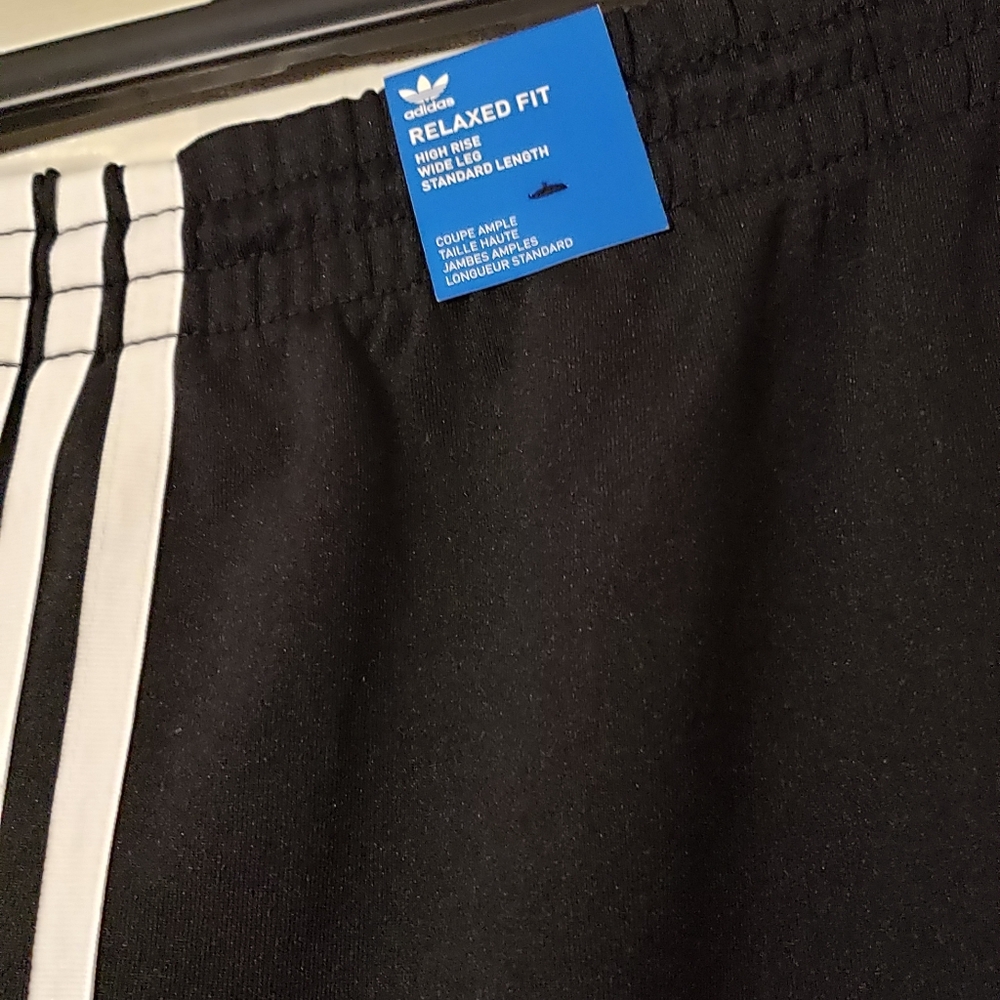 adidas
RELAXED FIT
HIGH RISE
WIDE LEG
STANDARD LENGTH
COUPE AMPLE
TAILLE HAUTE
JAMBES AMPLES
LONGUEUR STANDARD